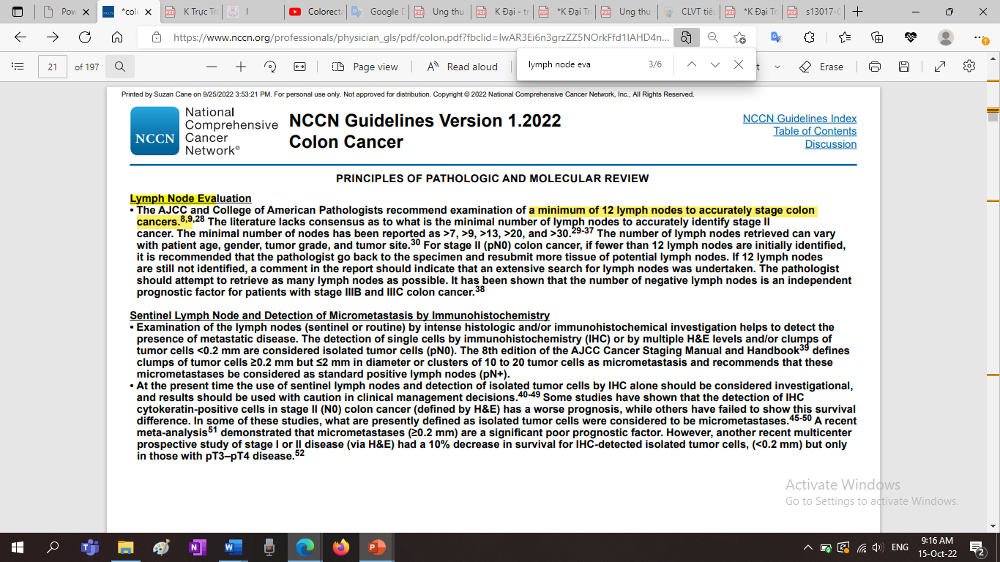 Pow
*col
K Trực Tr
I
Colorect
Google D
Ung thu
K Đại - tr
*K Đại Tr
Ung thu
CLVT tiê
*K Đại Tr
s13017-0
https://www.nccn.org/professionals/physician_gls/pdf/colon.pdf?fbclid=IwAR3Ei6n3grzZZ5NOrkFfd1IAHD4n...
21 of 197
Page view
Read aloud
lymph node eva 3/6
t
Erase
Printed by Suzan Cane on 9/25/2022 3:53:21 PM. For personal use only. Not approved for distribution. Copyright © 2022 National Comprehensive Cancer Network, Inc., All Rights Reserved.
NCCN
National
Comprehensive
Cancer
Network®
NCCN Guidelines Version 1.2022
Colon Cancer
NCCN Guidelines Index
Table of Contents
Discussion
PRINCIPLES OF PATHOLOGIC AND MOLECULAR REVIEW
Lymph Node Evaluation
• The AJCC and College of American Pathologists recommend examination of a minimum of 12 lymph nodes to accurately stage colon
cancers.8,9,28 The literature lacks consensus as to what is the minimal number of lymph nodes to accurately identify stage II
cancer. The minimal number of nodes has been reported as >7, >9, >13, >20, and >30.29-37 The number of lymph nodes retrieved can vary
with patient age, gender, tumor grade, and tumor site.30 For stage II (pN0) colon cancer, if fewer than 12 lymph nodes are initially identified,
it is recommended that the pathologist go back to the specimen and resubmit more tissue of potential lymph nodes. If 12 lymph nodes
are still not identified, a comment in the report should indicate that an extensive search for lymph nodes was undertaken. The pathologist
should attempt to retrieve as many lymph nodes as possible. It has been shown that the number of negative lymph nodes is an independent
prognostic factor for patients with stage IIIB and IIIC colon cancer.38
Sentinel Lymph Node and Detection of Micrometastasis by Immunohistochemistry
• Examination of the lymph nodes (sentinel or routine) by intense histologic and/or immunohistochemical investigation helps to detect the
presence of metastatic disease. The detection of single cells by immunohistochemistry (IHC) or by multiple H&E levels and/or clumps of
tumor cells <0.2 mm are considered isolated tumor cells (pN0). The 8th edition of the AJCC Cancer Staging Manual and Handbook39 defines
clumps of tumor cells ≥0.2 mm but ≤2 mm in diameter or clusters of 10 to 20 tumor cells as micrometastasis and recommends that these
micrometastases be considered as standard positive lymph nodes (pN+).
• At the present time the use of sentinel lymph nodes and detection of isolated tumor cells by IHC alone should be considered investigational,
and results should be used with caution in clinical management decisions.40-49 Some studies have shown that the detection of IHC
cytokeratin-positive cells in stage II (N0) colon cancer (defined by H&E) has a worse prognosis, while others have failed to show this survival
difference. In some of these studies, what are presently defined as isolated tumor cells were considered to be micrometastases.45-50 A recent
meta-analysis51 demonstrated that micrometastases (≥0.2 mm) are a significant poor prognostic factor. However, another recent multicenter
prospective study of stage I or II disease (via H&E) had a 10% decrease in survival for IHC-detected isolated tumor cells, (<0.2 mm) but only
in those with pT3–pT4 disease.52
Activate Windows
Go to Settings to activate Windows.
ENG
9:16 AM
15-Oct-22
2